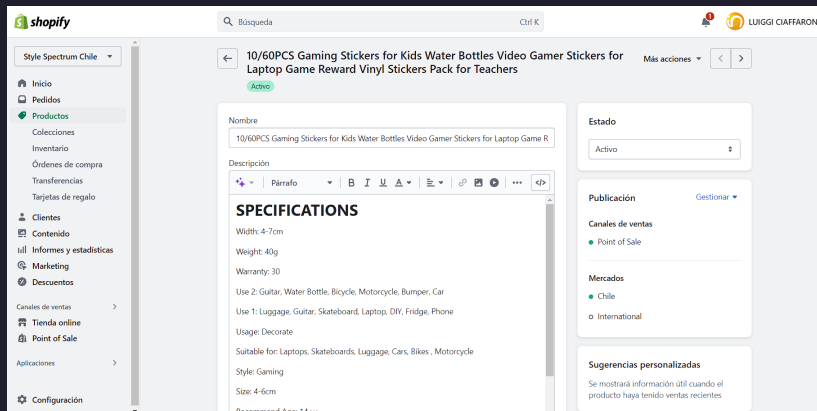 shopify
Búsqueda
Ctrl K
1
LUIGGI CIAFFARON
Style Spectrum Chile
Inicio
Pedidos
Productos
Colecciones
Inventario
Órdenes de compra
Transferencias
Tarjetas de regalo
Clientes
Contenido
Informes y estadísticas
Marketing
Descuentos
Canales de ventas
Tienda online
Point of Sale
Aplicaciones
Configuración
10/60PCS Gaming Stickers for Kids Water Bottles Video Gamer Stickers for
Laptop Game Reward Vinyl Stickers Pack for Teachers
Activo
Más acciones
Nombre
10/60PCS Gaming Stickers for Kids Water Bottles Video Gamer Stickers for Laptop Game R
Descripción
Párrafo
B I U A
SPECIFICATIONS
Width: 4-7cm
Weight: 40g
Warranty: 30
Use 2: Guitar, Water Bottle, Bicycle, Motorcycle, Bumper, Car
Use 1: Luggage, Guitar, Skateboard, Laptop, DIY, Fridge, Phone
Usage: Decorate
Suitable for: Laptops, Skateboards, Luggage, Cars, Bikes , Motorcycle
Style: Gaming
Size: 4-6cm
Estado
Activo
Publicación
Gestionar
Canales de ventas
Point of Sale
Mercados
Chile
International
Sugerencias personalizadas
Se mostrará información útil cuando el
producto haya tenido ventas recientes